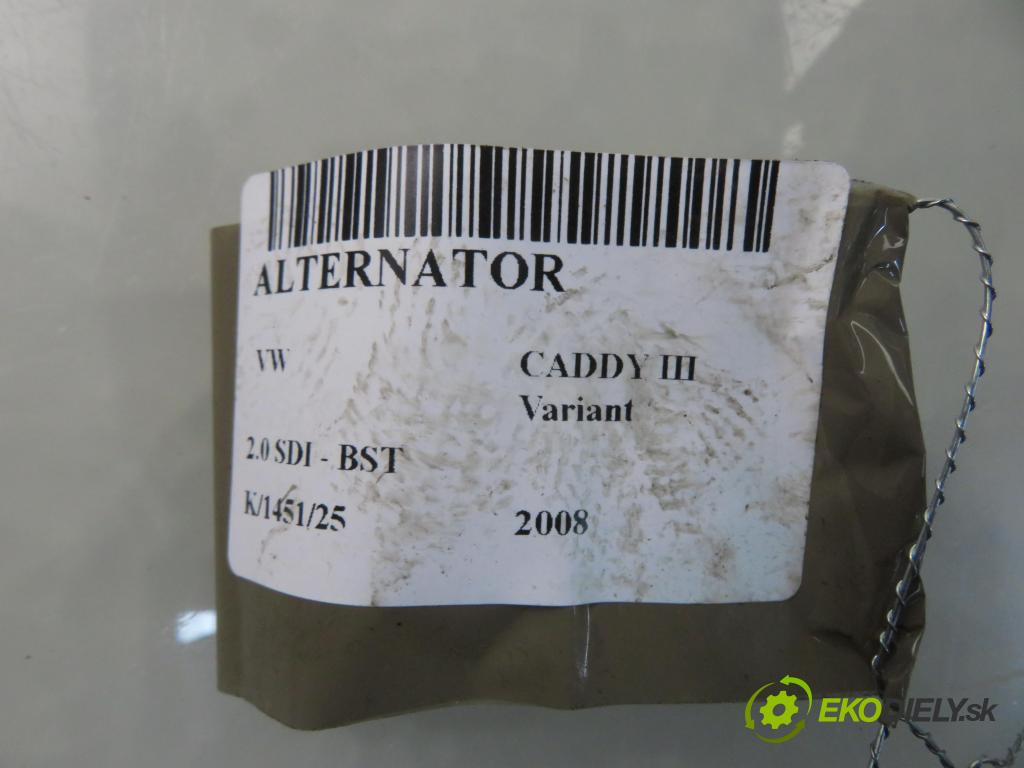 ALTERNATOR
VW
CADDY III
Variant
2.0 SDI - BST
K/1451/25
2008
EKODIELY.sk